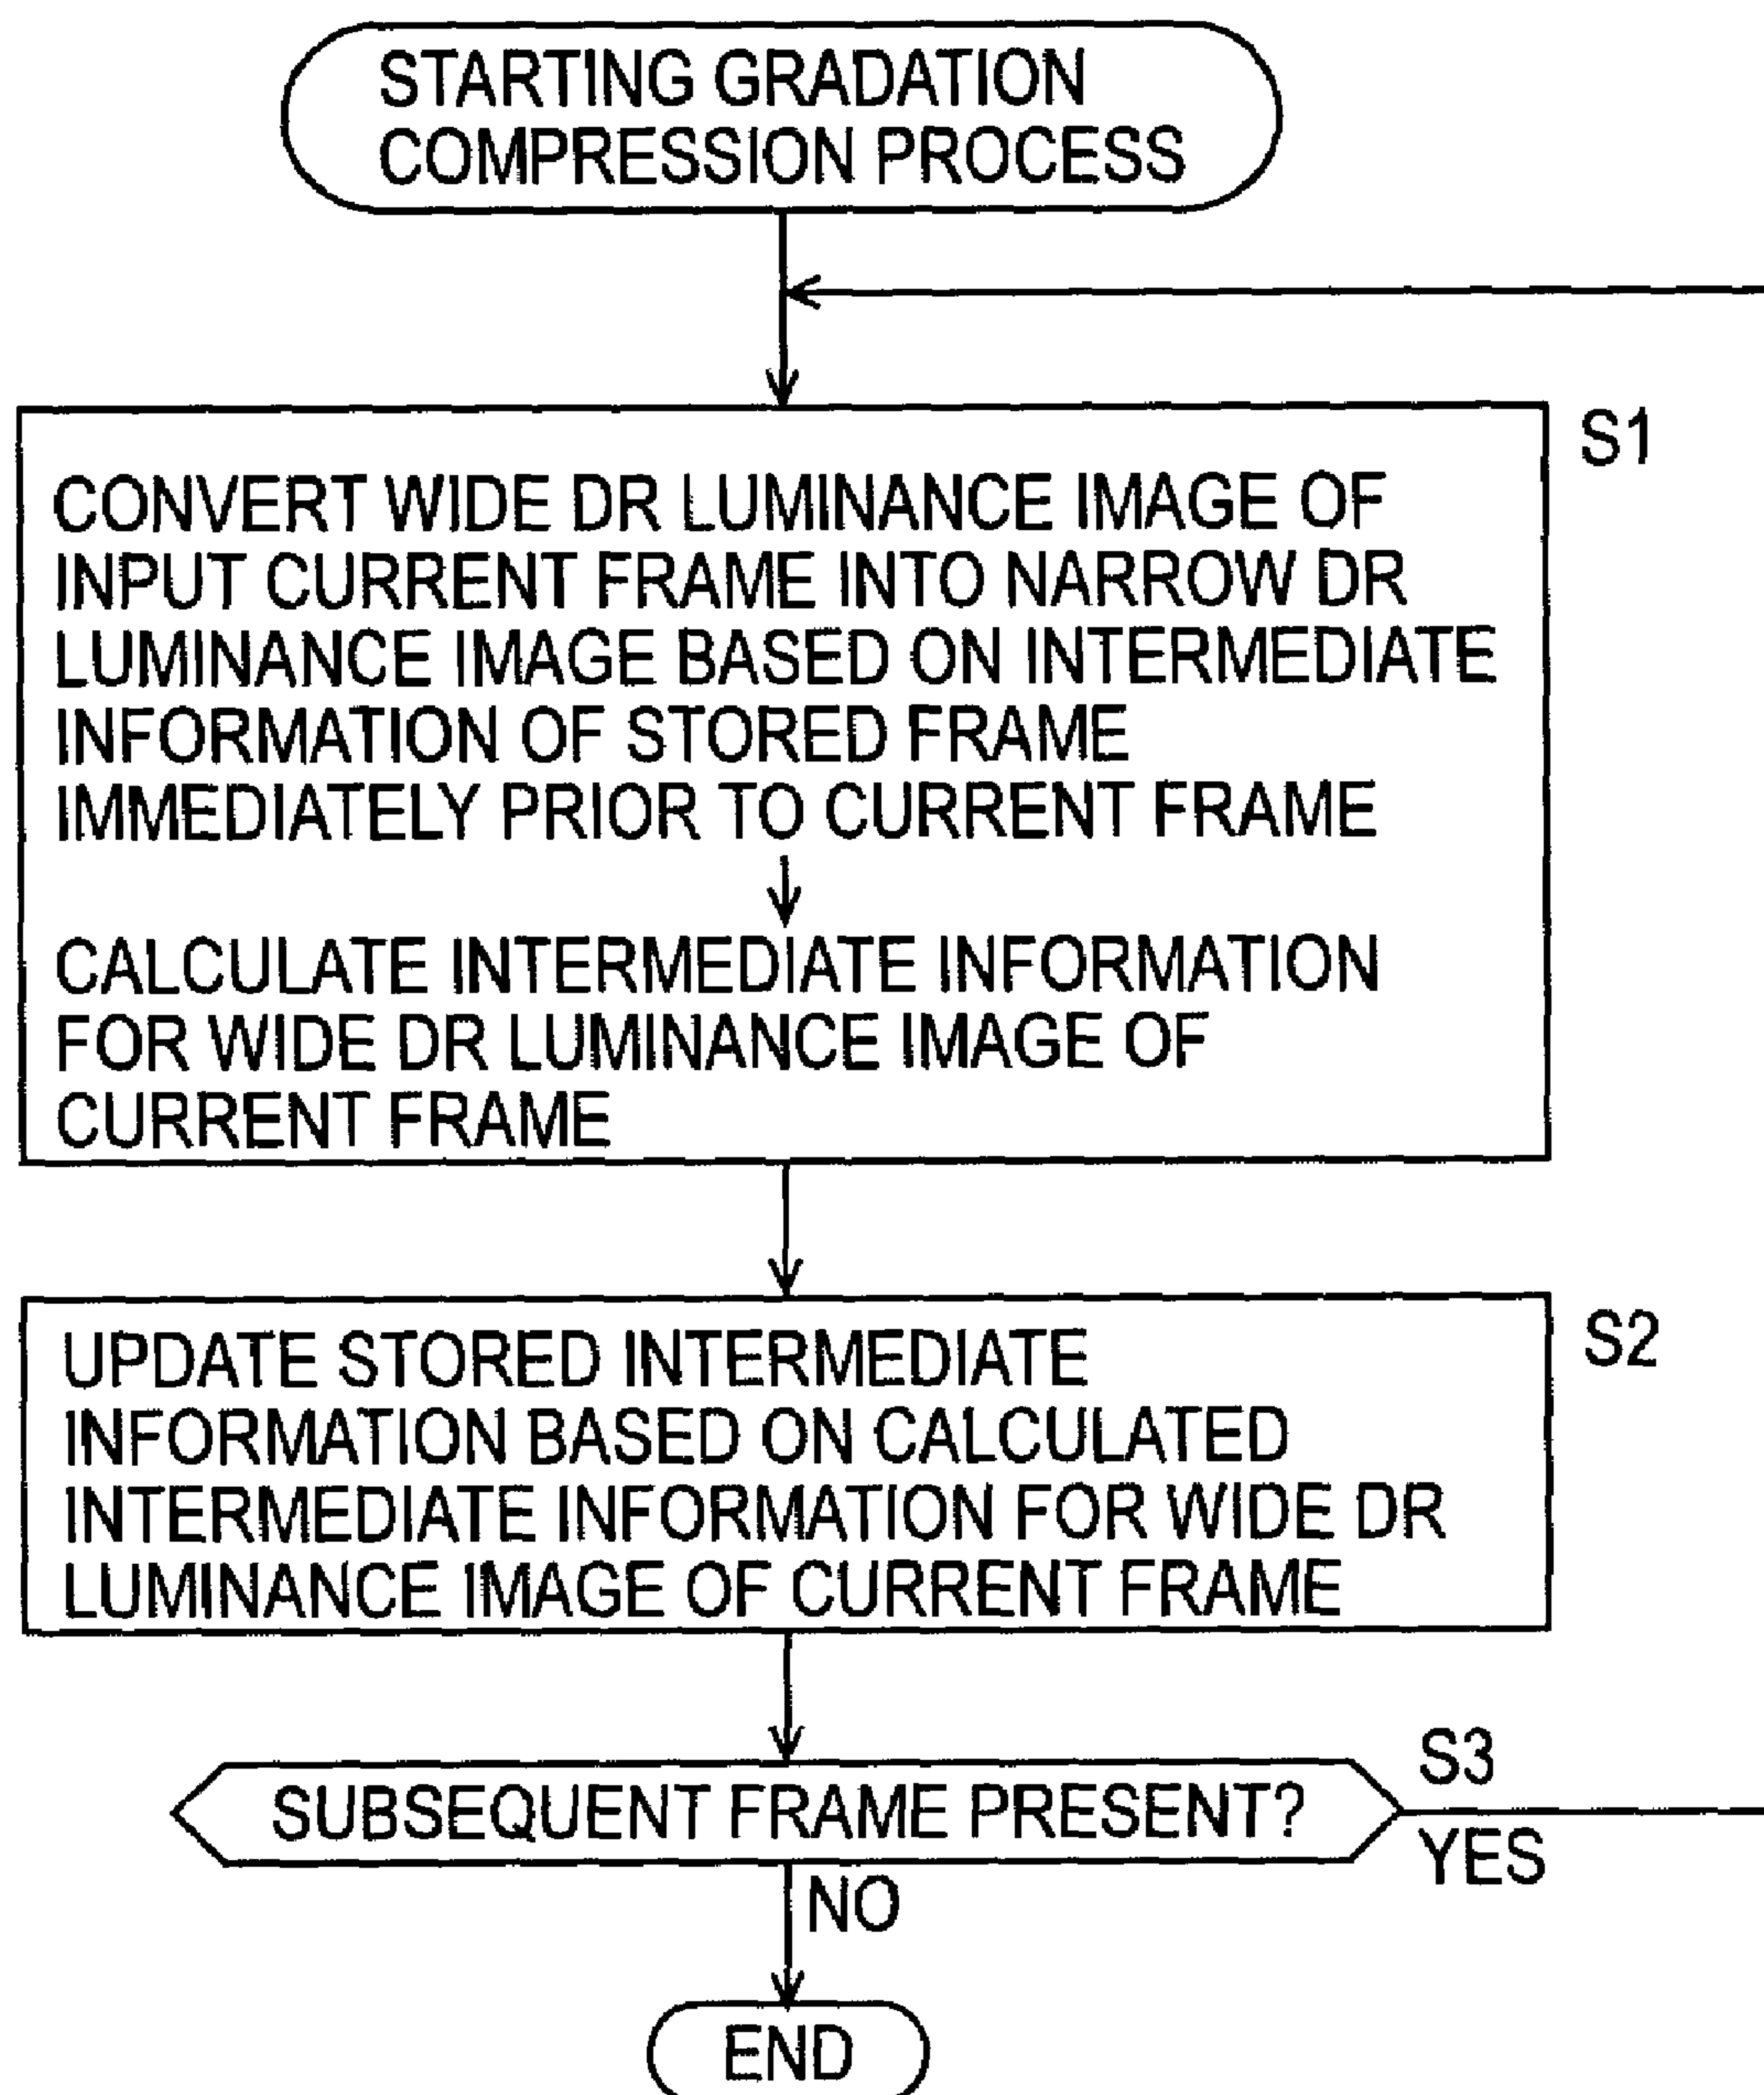 STARTING GRADATION
COMPRESSION PROCESS
S1
CONVERT WIDE DR LUMINANCE IMAGE OF
INPUT CURRENT FRAME INTO NARROW DR
LUMINANCE IMAGE BASED ON INTERMEDIATE
INFORMATION OF STORED FRAME
IMMEDIATELY PRIOR TO CURRENT FRAME
CALCULATE INTERMEDIATE INFORMATION
FOR WIDE DR LUMINANCE IMAGE OF
CURRENT FRAME
S2
UPDATE STORED INTERMEDIATE
INFORMATION BASED ON CALCULATED
INTERMEDIATE INFORMATION FOR WIDE DR
LUMINANCE IMAGE OF CURRENT FRAME
S3
SUBSEQUENT FRAME PRESENT?
YES
NO
END